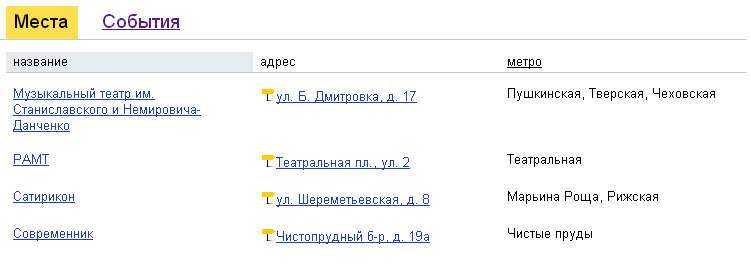 Места События
название адрес метро
Музыкальный театр им. ул. Б. Дмитровка, д. 17 Пушкинская, Тверская, Чеховская
Станиславского и Немировича-
Данченко
РАМТ Театральная пл., ул. 2 Театральная
Сатирикон ул. Шереметьевская, д. 8 Марьина Роща, Рижская
Современник Чистопрудный б-р, д. 19а Чистые пруды